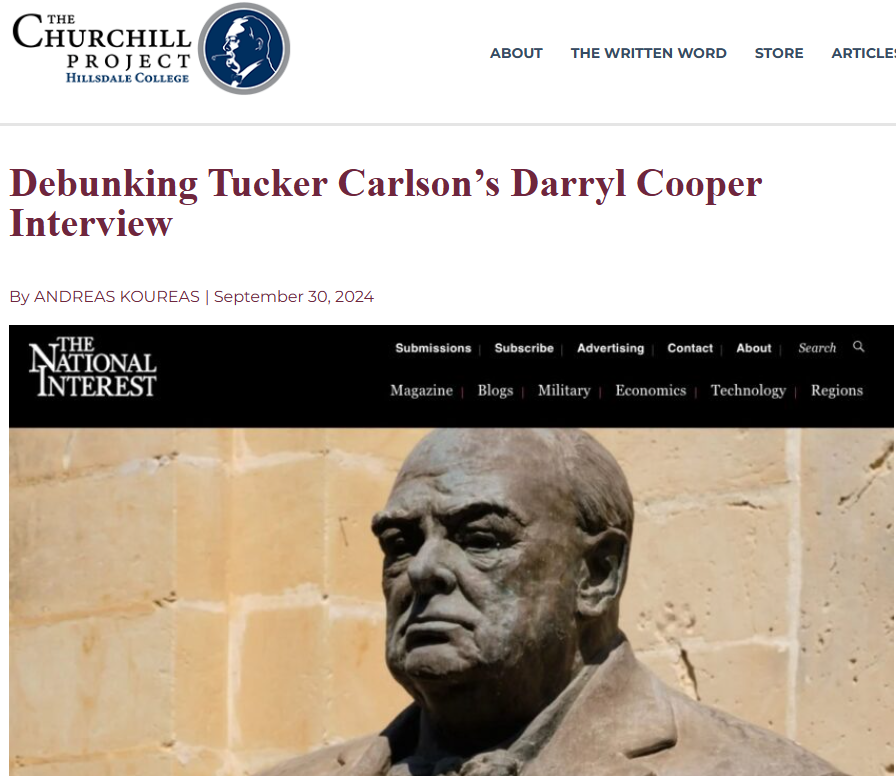 THE
CHURCHILL
PROJECT
HILLSDALE COLLEGE
ABOUT THE WRITTEN WORD STORE ARTICLES
Debunking Tucker Carlson’s Darryl Cooper
Interview
By ANDREAS KOUREAS | September 30, 2024
THE
NATIONAL
INTEREST
Submissions | Subscribe | Advertising | Contact | About | Search
Magazine | Blogs | Military | Economics | Technology | Regions